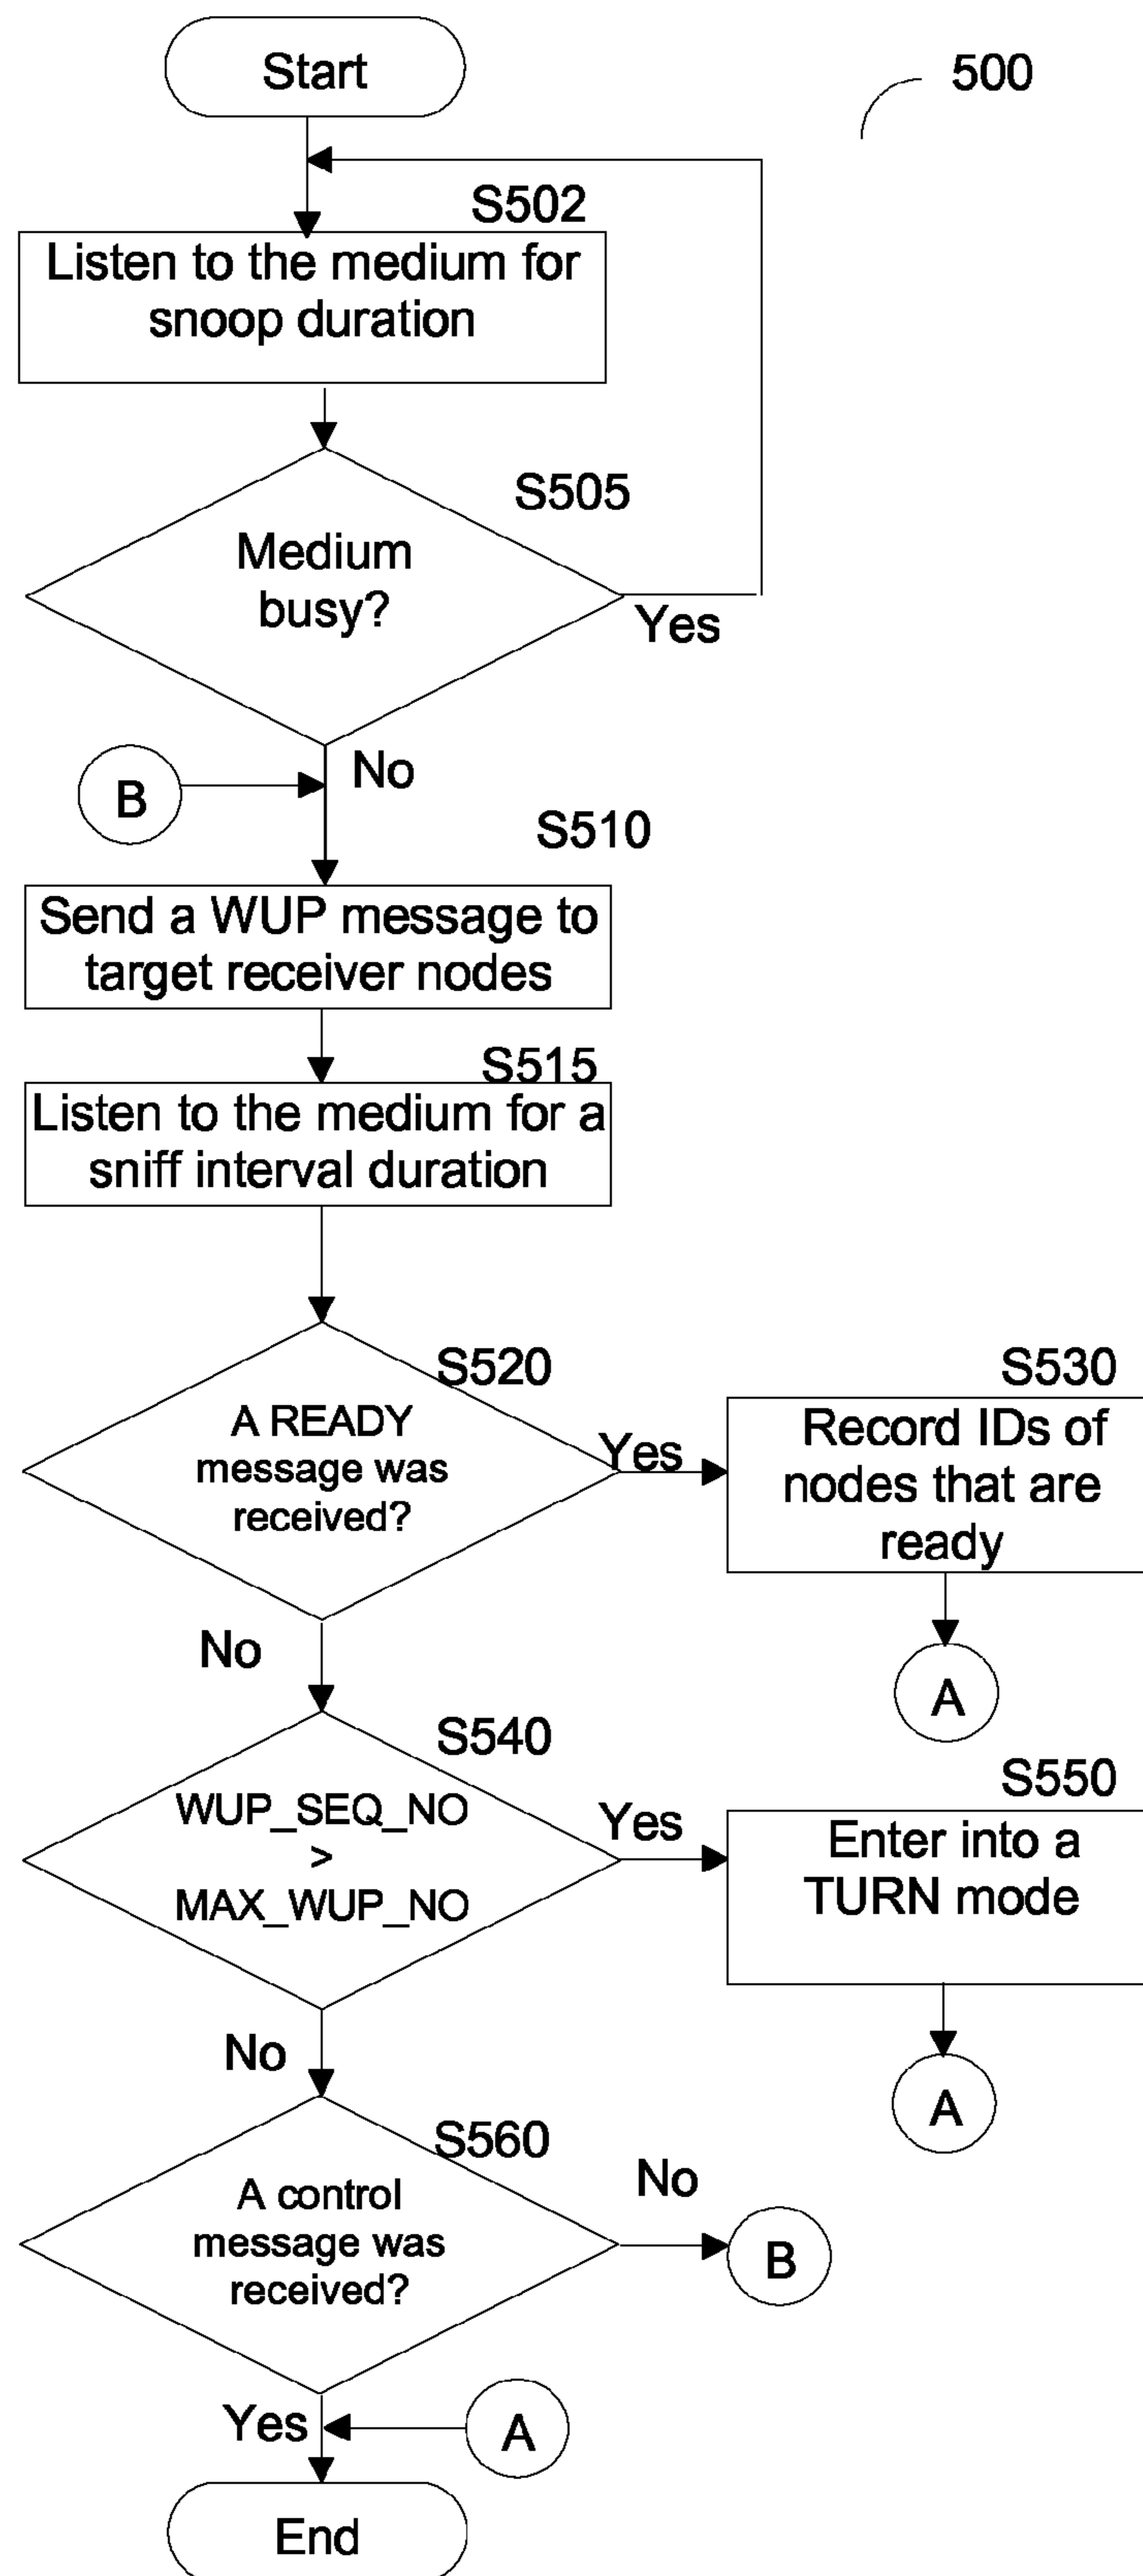 Start
500
S502
Listen to the medium for
snoop duration
S505
Medium
busy?
Yes
No
B
S510
Send a WUP message to
target receiver nodes
S515
Listen to the medium for a
sniff interval duration
S520
A READY
message was
received?
Yes
S530
Record IDs of
nodes that are
ready
A
No
S540
WUP_SEQ_NO
>
MAX_WUP_NO
Yes
S550
Enter into a
TURN mode
A
No
S560
A control
message was
received?
No
B
Yes
A
End